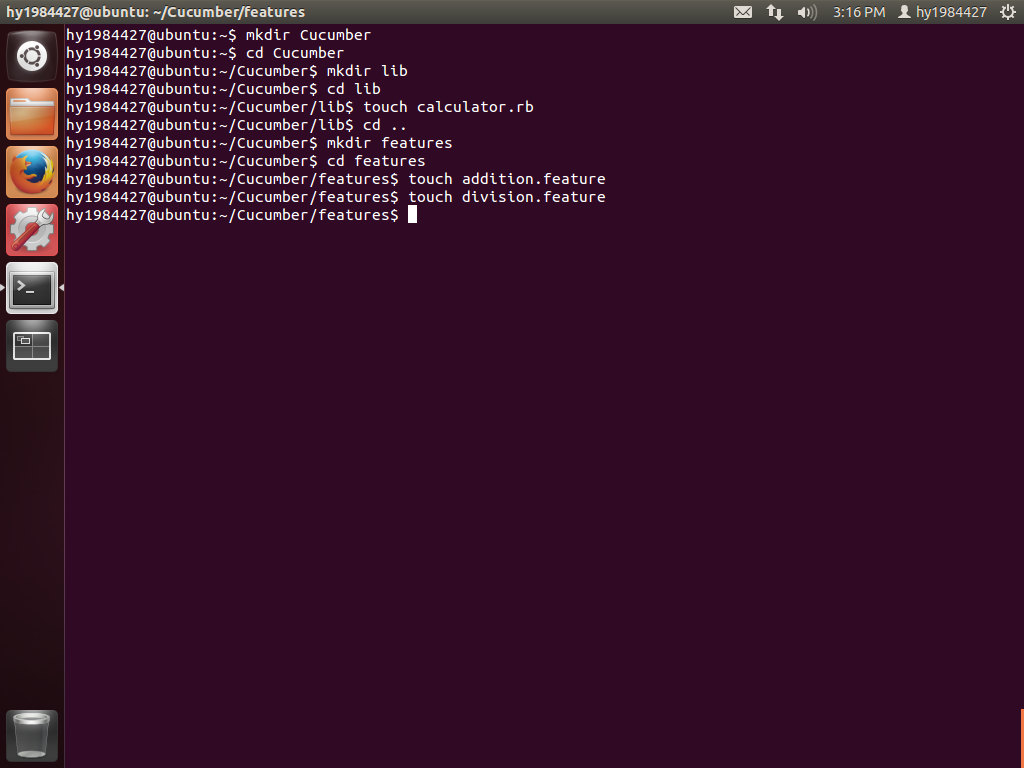 hy1984427@ubuntu: ~/Cucumber/features
3:16 PM
hy1984427
hy1984427@ubuntu:~$ mkdir Cucumber
hy1984427@ubuntu:~$ cd Cucumber
hy1984427@ubuntu:~/Cucumber$ mkdir lib
hy1984427@ubuntu:~/Cucumber$ cd lib
hy1984427@ubuntu:~/Cucumber/lib$ touch calculator.rb
hy1984427@ubuntu:~/Cucumber/lib$ cd ..
hy1984427@ubuntu:~/Cucumber$ mkdir features
hy1984427@ubuntu:~/Cucumber$ cd features
hy1984427@ubuntu:~/Cucumber/features$ touch addition.feature
hy1984427@ubuntu:~/Cucumber/features$ touch division.feature
hy1984427@ubuntu:~/Cucumber/features$